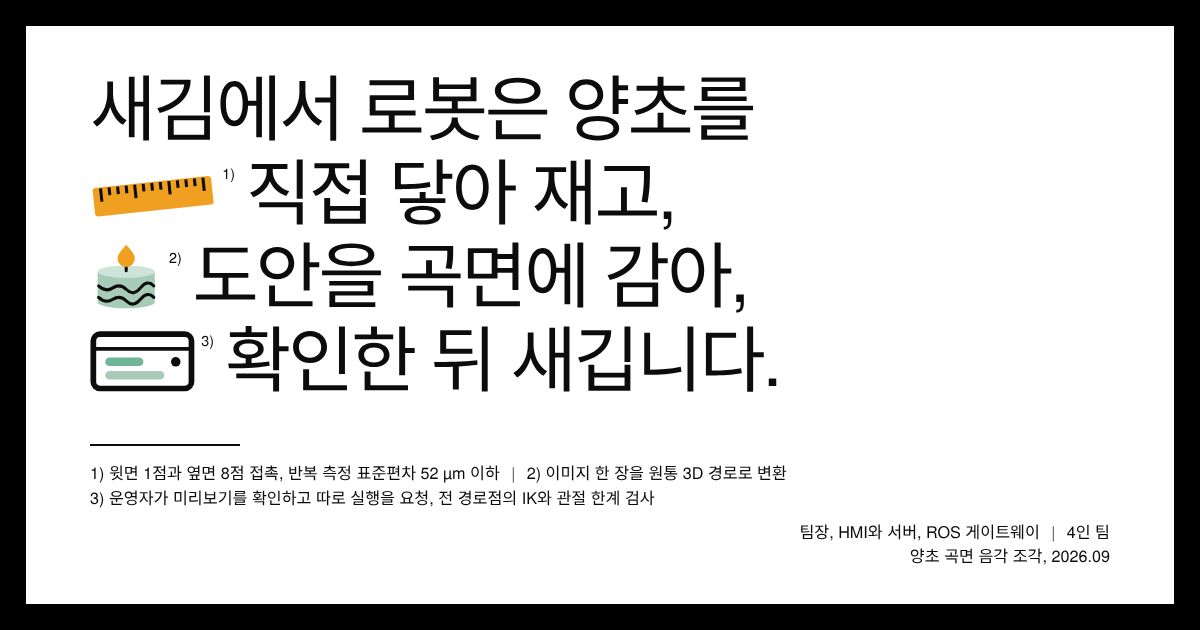 새김에서 로봇은 양초를
1) 직접 닿아 재고,
2) 도안을 곡면에 감아,
3) 확인한 뒤 새깁니다.
1) 윗면 1점과 옆면 8점 접촉, 반복 측정 표준편차 52 µm 이하 | 2) 이미지 한 장을 원통 3D 경로로 변환
3) 운영자가 미리보기를 확인하고 따로 실행을 요청, 전 경로점의 IK와 관절 한계 검사
팀장, HMI와 서버, ROS 게이트웨이 | 4인 팀
양초 곡면 음각 조각, 2026.09